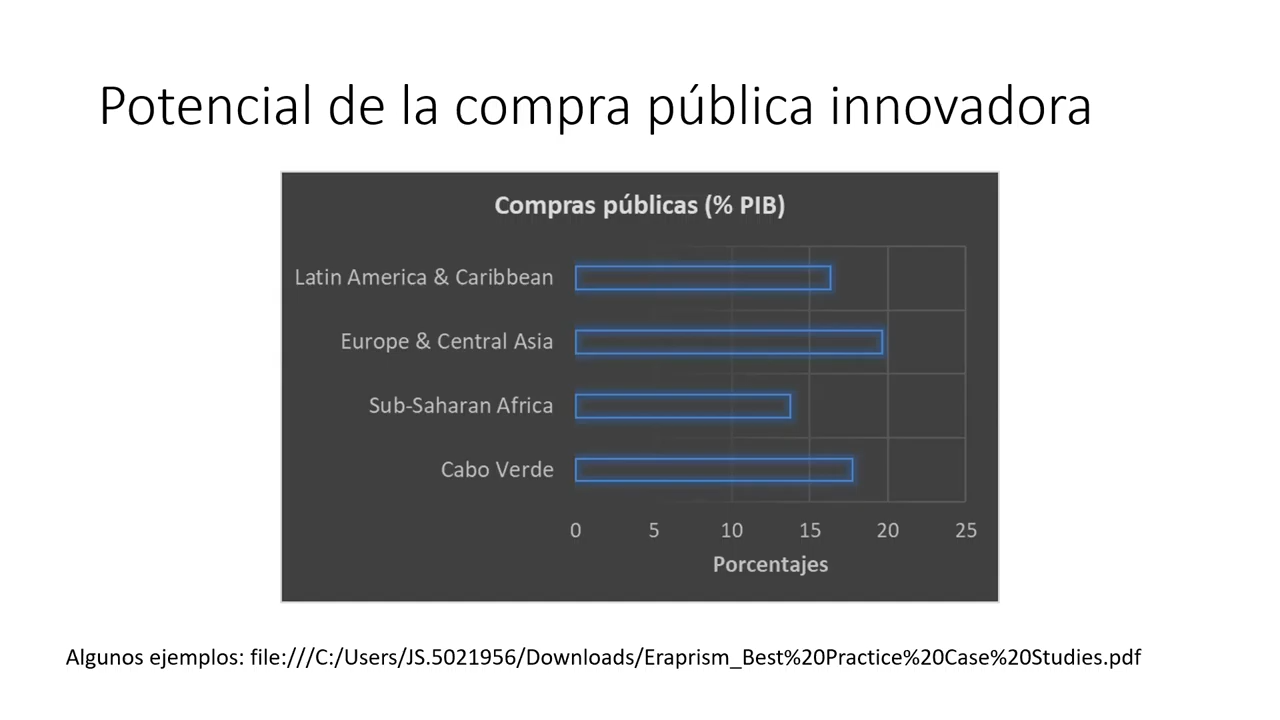 Potencial de la compra pública innovadora
Compras públicas (% PIB)
Latin America & Caribbean
Europe & Central Asia
Sub-Saharan Africa
Cabo Verde
0 5 10 15 20 25
Porcentajes
Algunos ejemplos: file:///C:/Users/JS.5021956/Downloads/Eraprism_Best%20Practice%20Case%20Studies.pdf